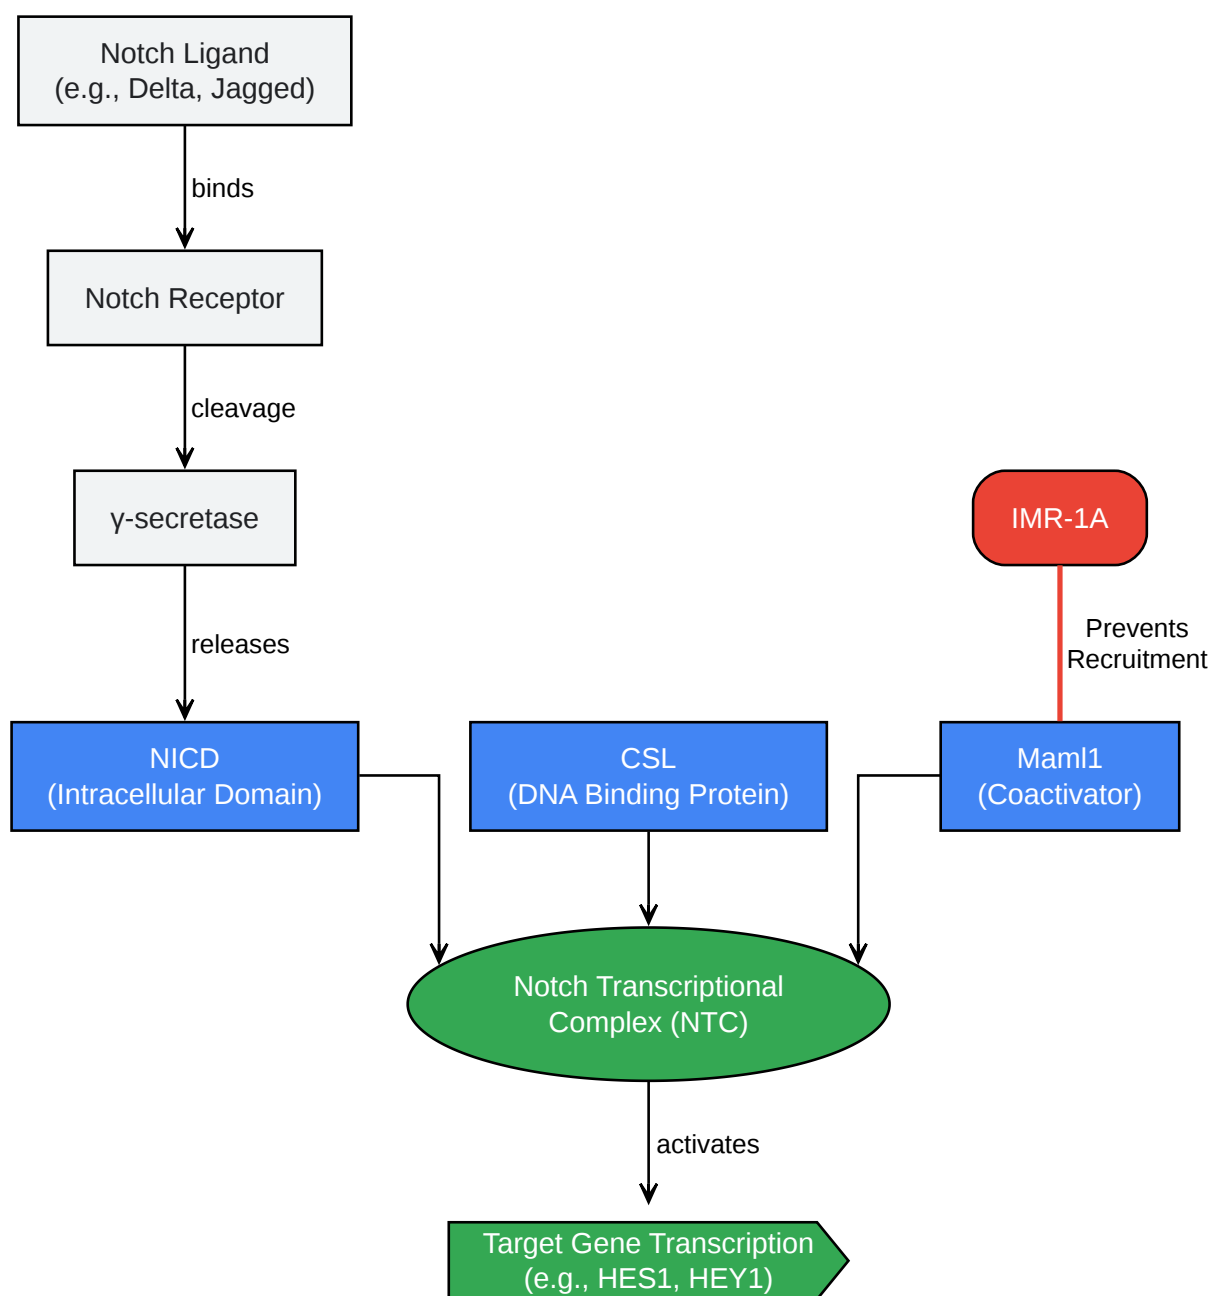 Notch Ligand
(e.g., Delta, Jagged)
binds
Notch Receptor
cleavage
γ-secretase
IMR-1A
releases
Prevents
Recruitment
NICD
(Intracellular Domain)
CSL
(DNA Binding Protein)
Maml1
(Coactivator)
Notch Transcriptional
Complex (NTC)
activates
Target Gene Transcription
(e.g., HES1, HEY1)